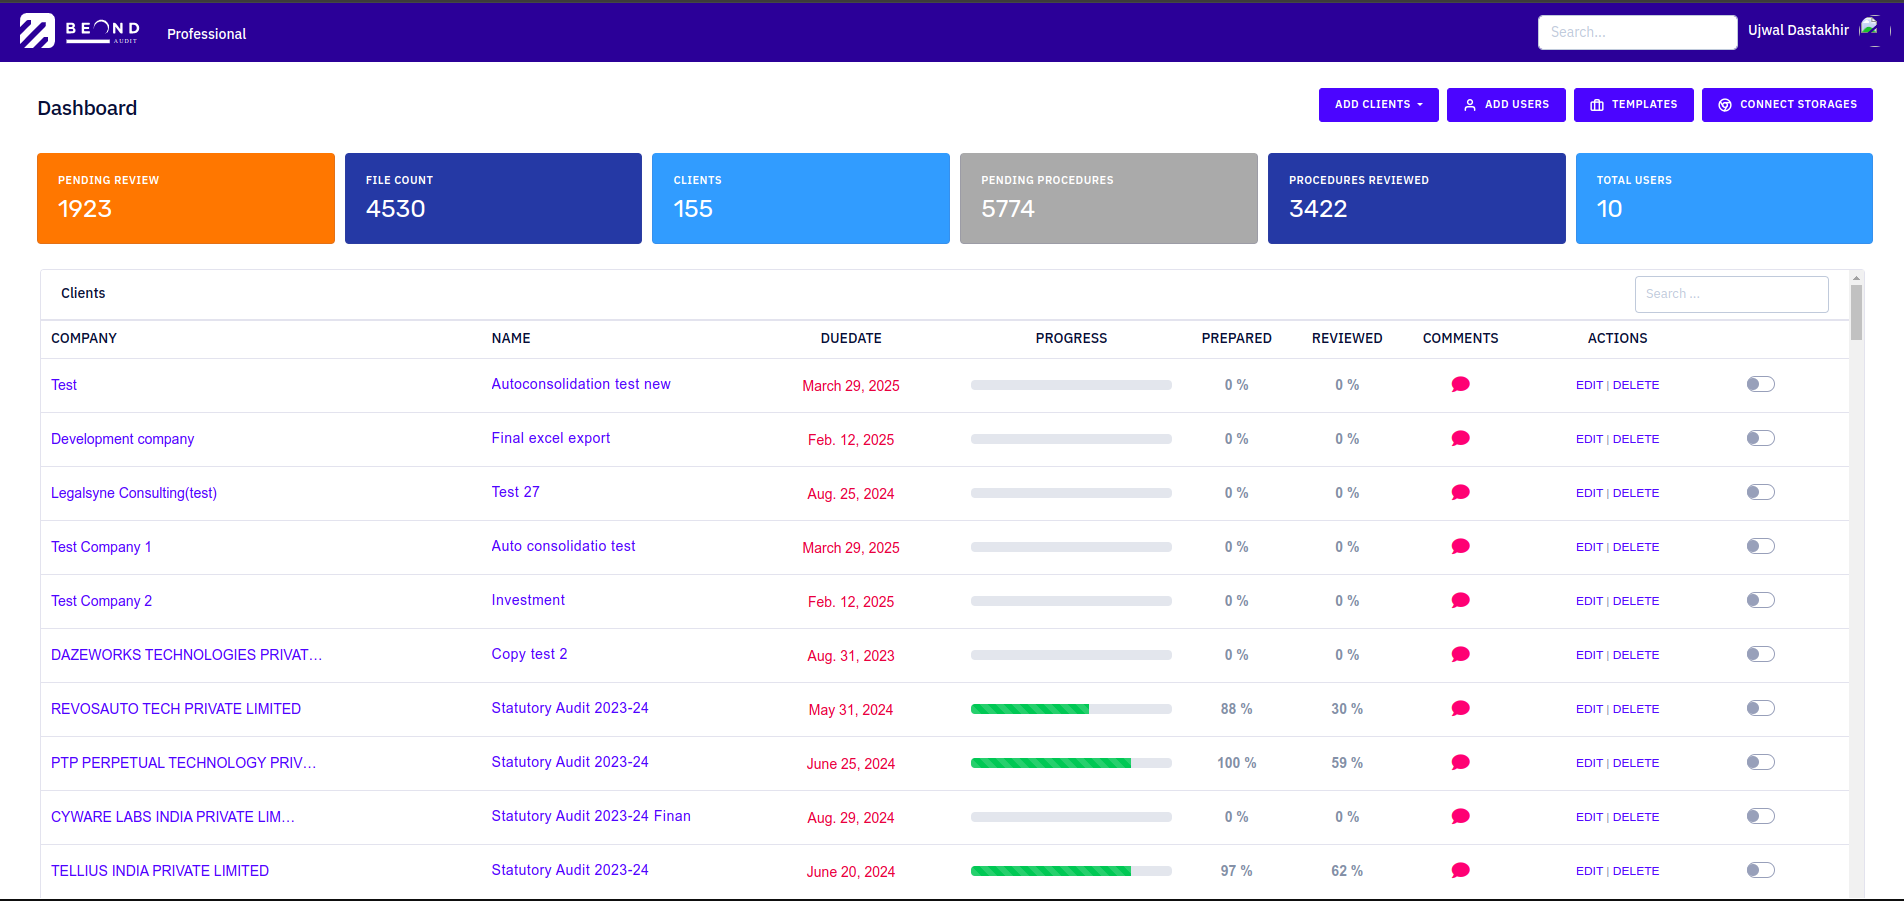 BEOND
AUDIT
Professional
Search...
Ujwal Dastakhir
Dashboard
ADD CLIENTS
ADD USERS
TEMPLATES
CONNECT STORAGES
PENDING REVIEW
1923
FILE COUNT
4530
CLIENTS
155
PENDING PROCEDURES
5774
PROCEDURES REVIEWED
3422
TOTAL USERS
10
Clients
Search ...
COMPANY NAME DUEDATE PROGRESS PREPARED REVIEWED COMMENTS ACTIONS
Test Autoconsolidation test new March 29, 2025 0 % 0 % EDIT | DELETE
Development company Final excel export Feb. 12, 2025 0 % 0 % EDIT | DELETE
Legalsyne Consulting(test) Test 27 Aug. 25, 2024 0 % 0 % EDIT | DELETE
Test Company 1 Auto consolidatio test March 29, 2025 0 % 0 % EDIT | DELETE
Test Company 2 Investment Feb. 12, 2025 0 % 0 % EDIT | DELETE
DAZEWORKS TECHNOLOGIES PRIVAT... Copy test 2 Aug. 31, 2023 0 % 0 % EDIT | DELETE
REVOSAUTO TECH PRIVATE LIMITED Statutory Audit 2023-24 May 31, 2024 88 % 30 % EDIT | DELETE
PTP PERPETUAL TECHNOLOGY PRIV... Statutory Audit 2023-24 June 25, 2024 100 % 59 % EDIT | DELETE
CYWARE LABS INDIA PRIVATE LIM... Statutory Audit 2023-24 Finan Aug. 29, 2024 0 % 0 % EDIT | DELETE
TELLIUS INDIA PRIVATE LIMITED Statutory Audit 2023-24 June 20, 2024 97 % 62 % EDIT | DELETE